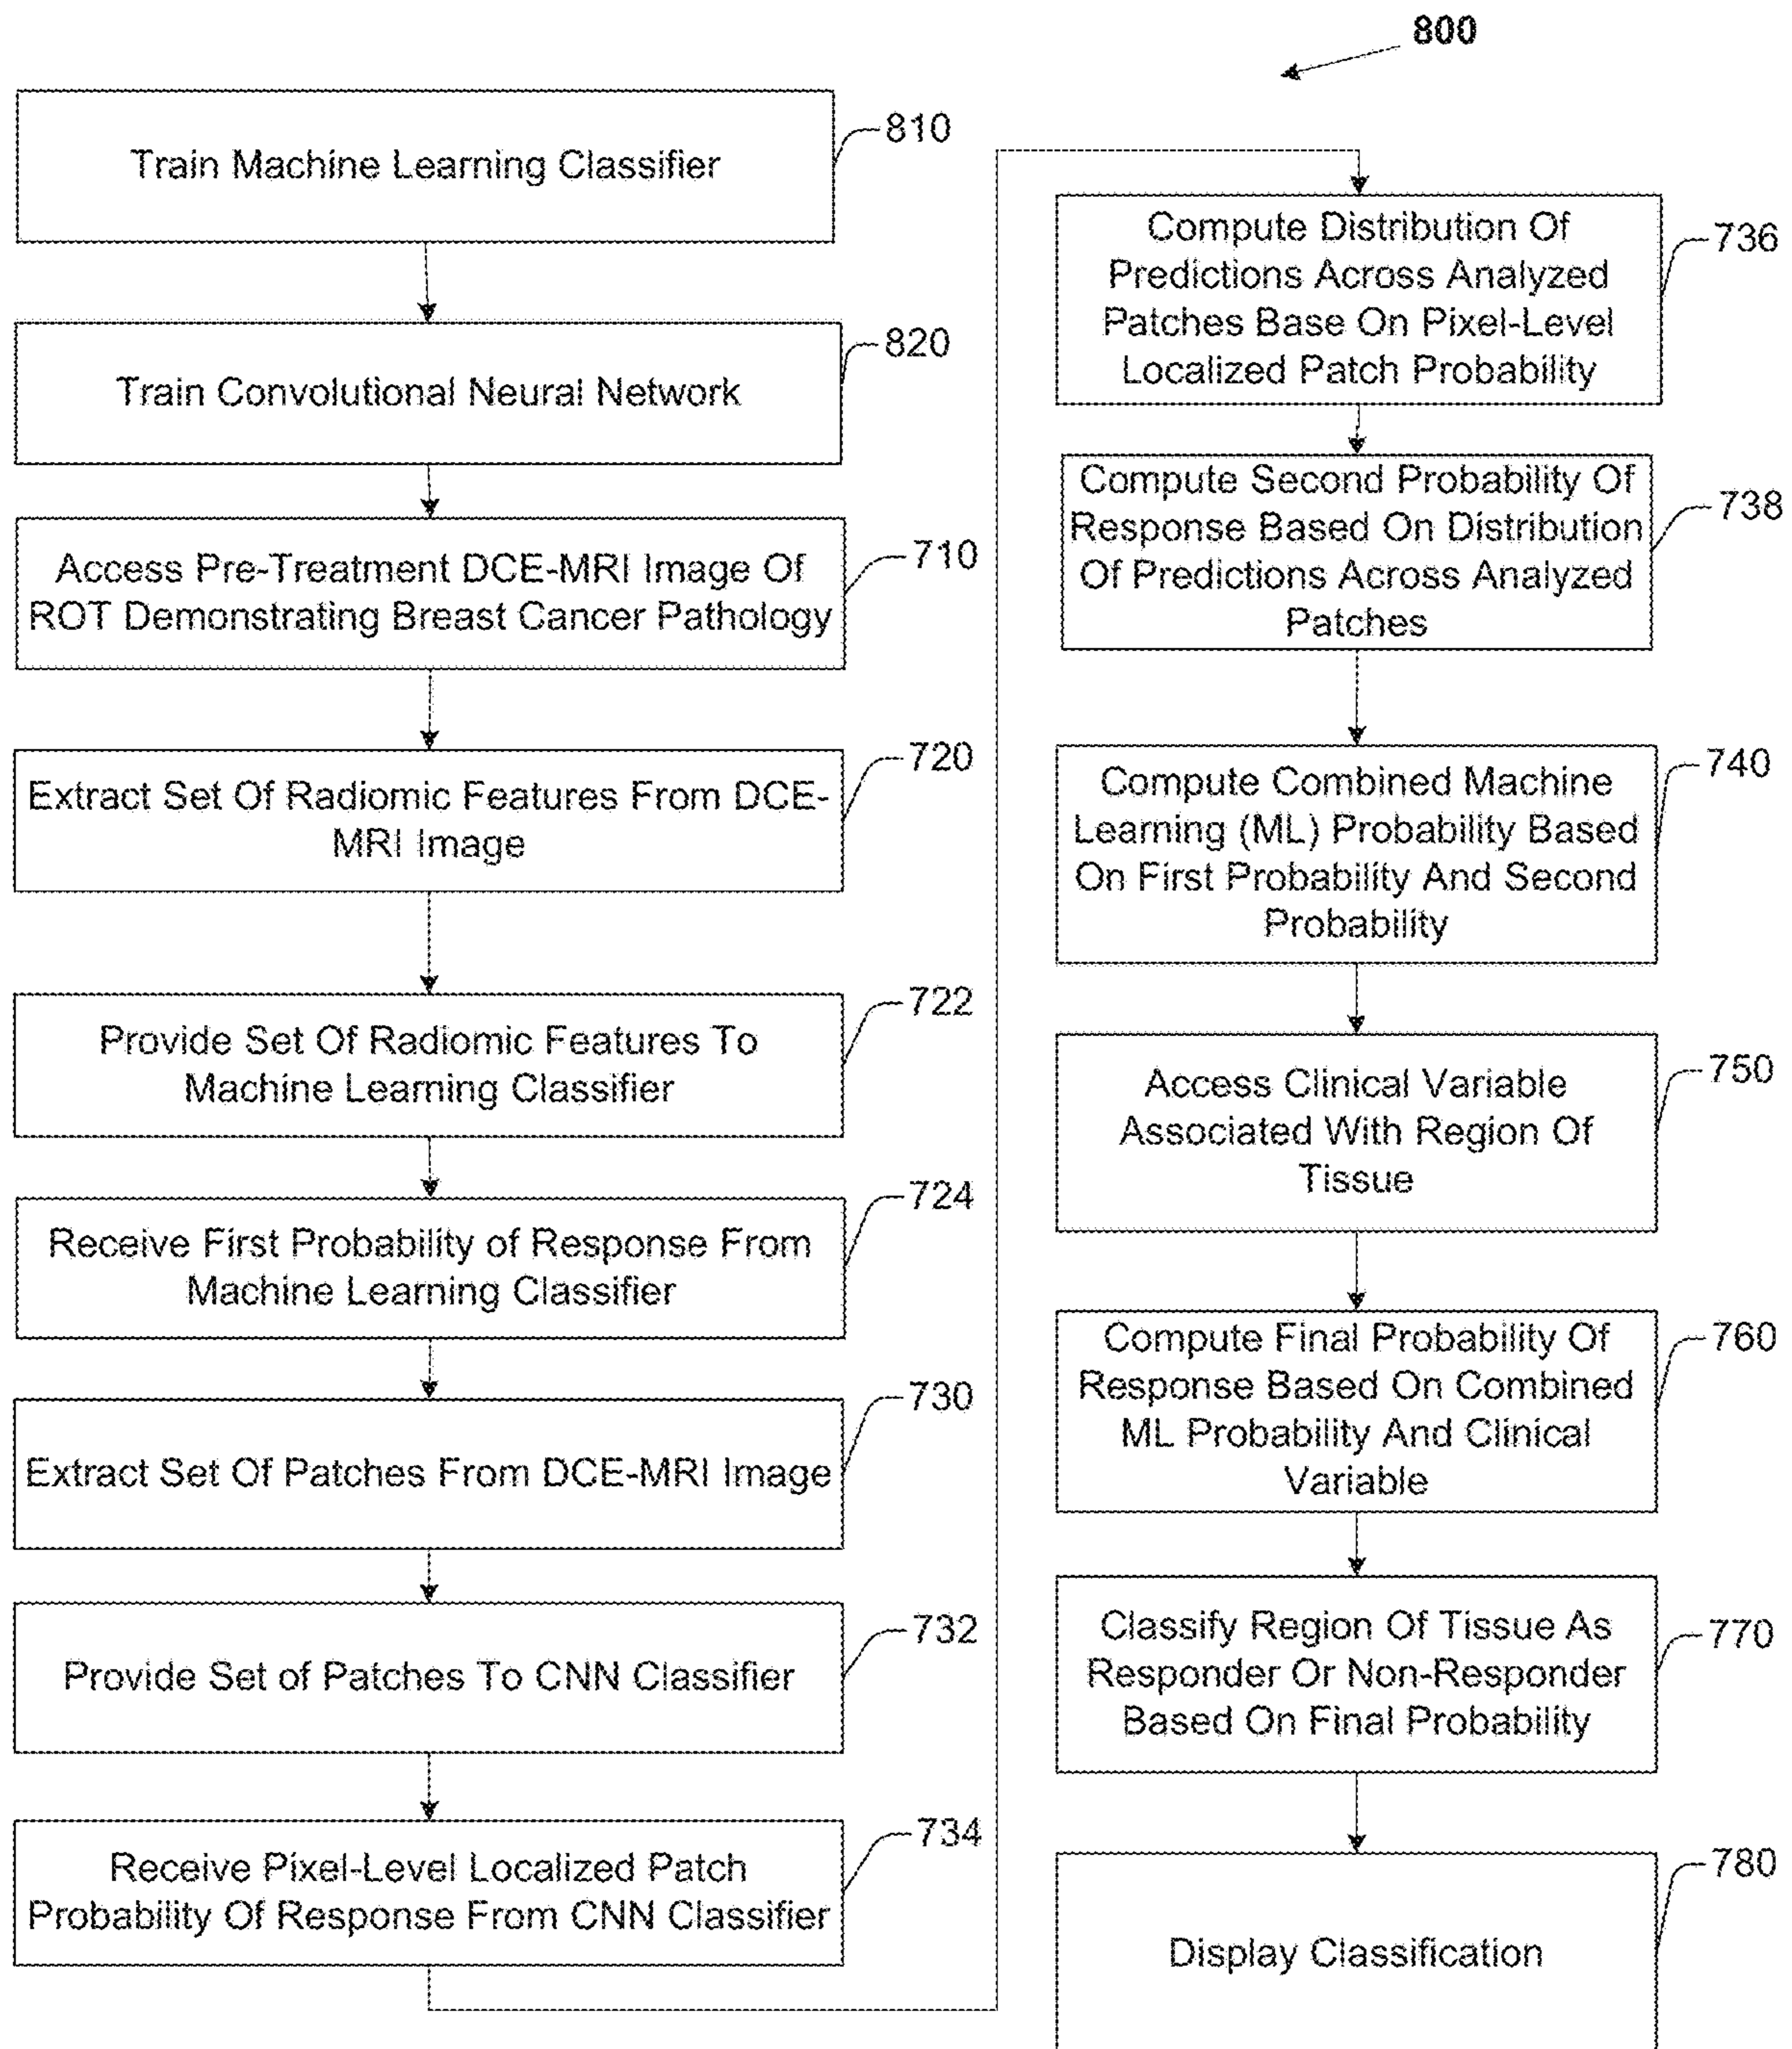 800
Train Machine Learning Classifier
810
Train Convolutional Neural Network
820
Access Pre-Treatment DCE-MRI Image Of
ROT Demonstrating Breast Cancer Pathology
710
Extract Set Of Radiomic Features From DCE-
MRI Image
720
Provide Set Of Radiomic Features To
Machine Learning Classifier
722
Receive First Probability of Response From
Machine Learning Classifier
724
Extract Set Of Patches From DCE-MRI Image
730
Provide Set of Patches To CNN Classifier
732
Receive Pixel-Level Localized Patch
Probability Of Response From CNN Classifier
734
Compute Distribution Of
Predictions Across Analyzed
Patches Base On Pixel-Level
Localized Patch Probability
736
Compute Second Probability Of
Response Based On Distribution
Of Predictions Across Analyzed
Patches
738
Compute Combined Machine
Learning (ML) Probability Based
On First Probability And Second
Probability
740
Access Clinical Variable
Associated With Region Of
Tissue
750
Compute Final Probability Of
Response Based On Combined
ML Probability And Clinical
Variable
760
Classify Region Of Tissue As
Responder Or Non-Responder
Based On Final Probability
770
Display Classification
780